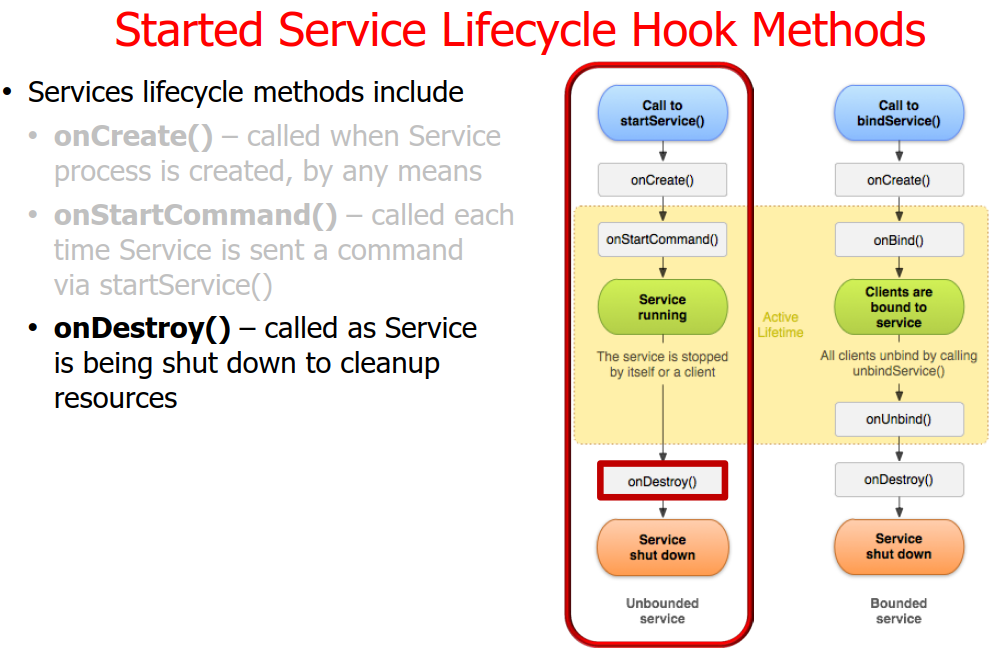 Started Service Lifecycle Hook Methods
• Services lifecycle methods include
• onCreate() – called when Service
process is created, by any means
• onStartCommand() – called each
time Service is sent a command
via startService()
• onDestroy() – called as Service
is being shut down to cleanup
resources
Call to
startService()
onCreate()
onStartCommand()
Service
running
The service is stopped
by itself or a client
onDestroy()
Service
shut down
Unbounded
service
Active
Lifetime
Call to
bindService()
onCreate()
onBind()
Clients are
bound to
service
All clients unbind by calling
unbindService()
onUnbind()
onDestroy()
Service
shut down
Bounded
service